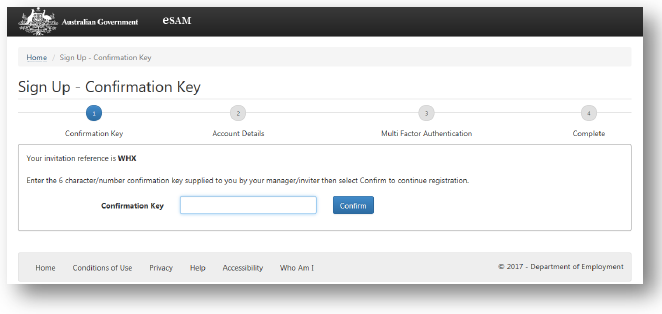 Australian Government eSAM
Home / Sign Up - Confirmation Key
Sign Up - Confirmation Key
1 2 3 4
Confirmation Key Account Details Multi Factor Authentication Complete
Your invitation reference is WHX
Enter the 6 character/number confirmation key supplied to you by your manager/inviter then select Confirm to continue registration.
Confirmation Key Confirm
Home Conditions of Use Privacy Help Accessibility Who Am I © 2017 - Department of Employment